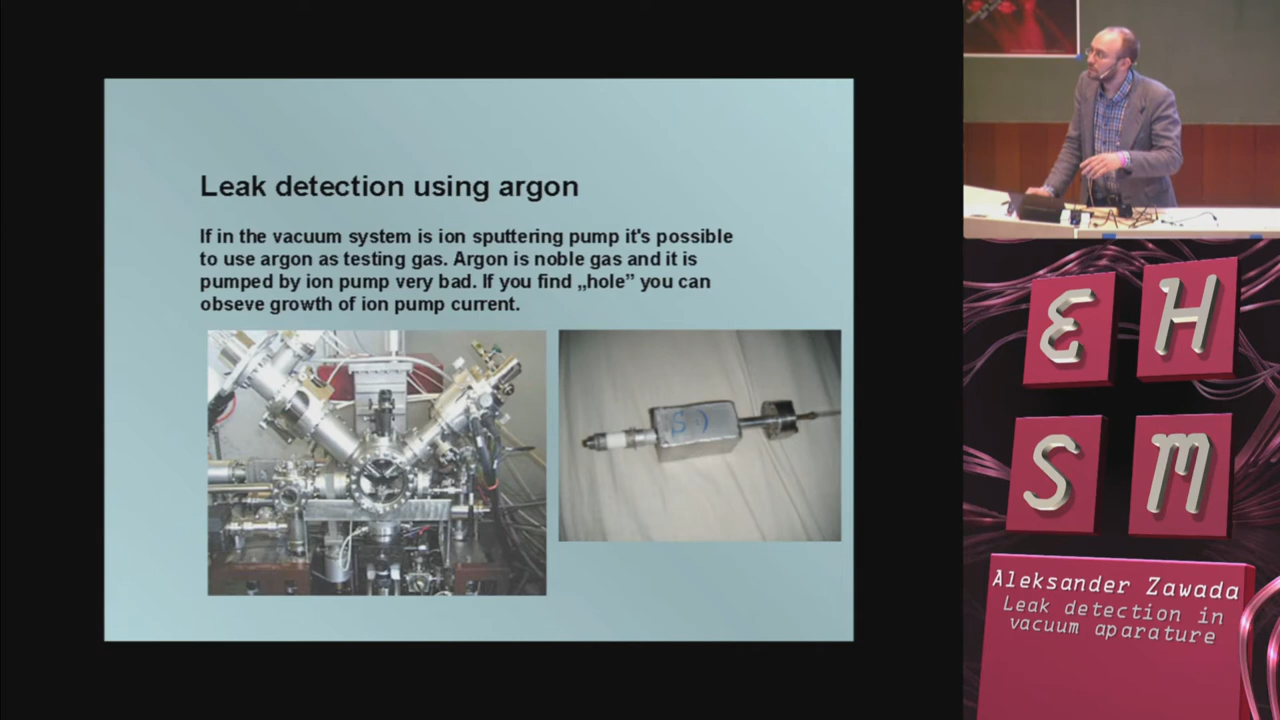 Leak detection using argon
If in the vacuum system is ion sputtering pump it's possible
to use argon as testing gas. Argon is noble gas and it is
pumped by ion pump very bad. If you find „hole” you can
obseve growth of ion pump current.
E H
S M
Aleksander Zawada
Leak detection in
vacuum aparature